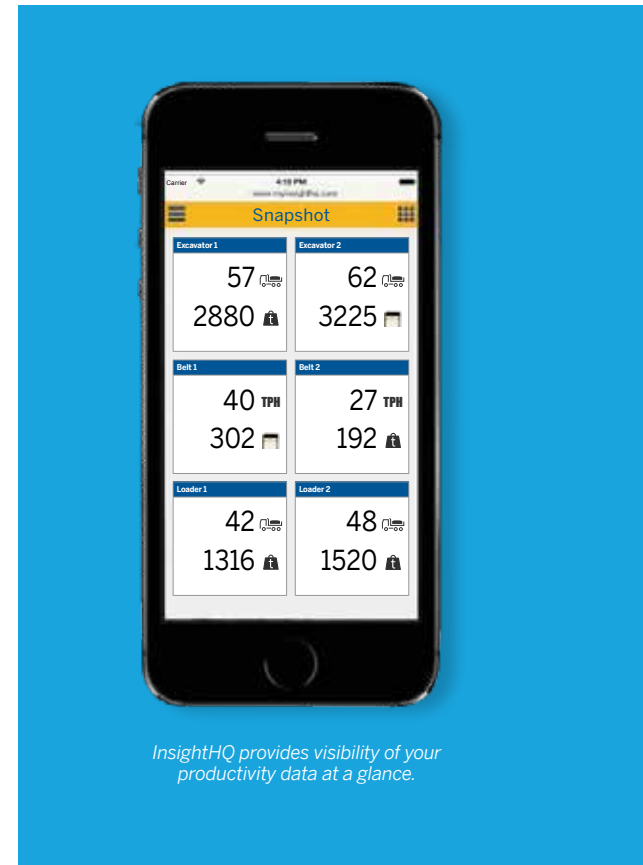 Carrier
4:18 PM
Snapshot
Excavator 1
57
2880 t
Excavator 2
62
3225
Belt 1
40 TPH
302
Belt 2
27 TPH
192 t
Loader 1
42
1316 t
Loader 2
48
1520 t
InsightHQ provides visibility of your
productivity data at a glance.